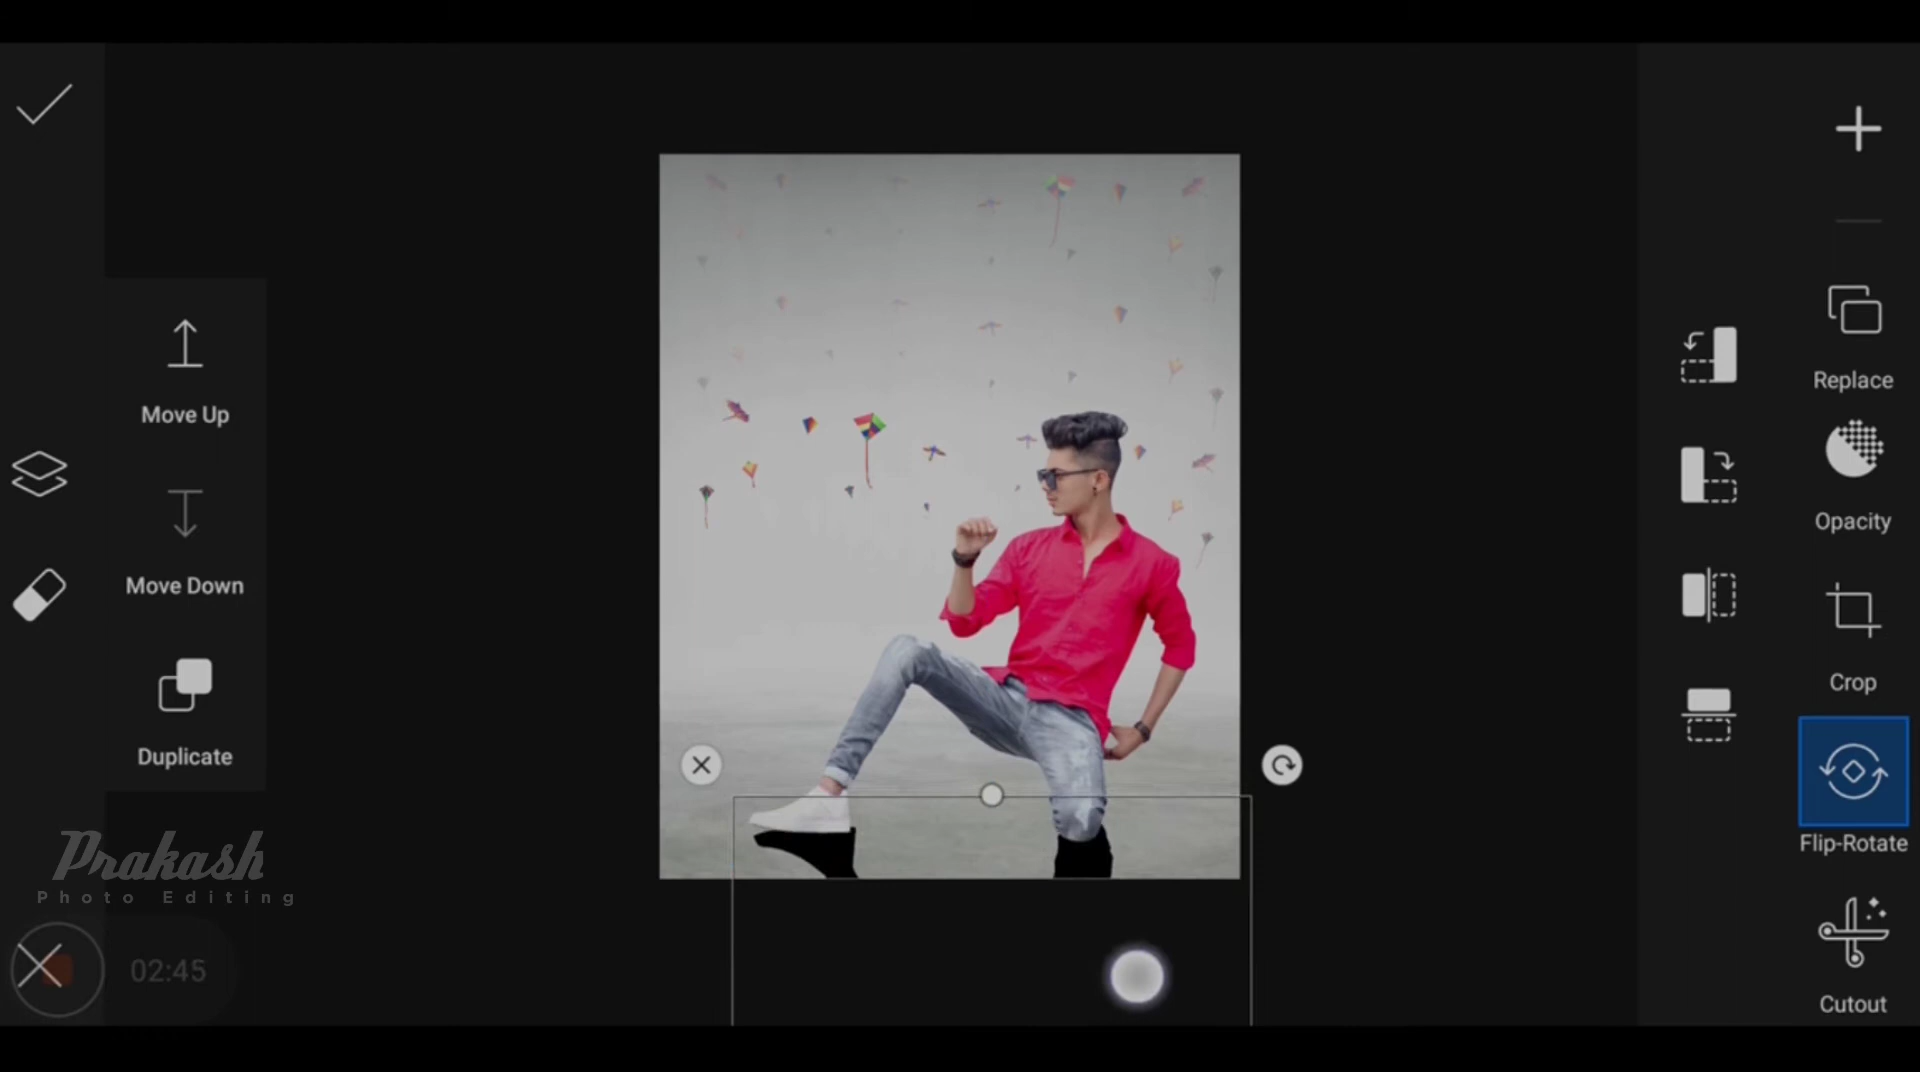 Move Up
Move Down
Duplicate
Prakash
Photo Editing
02:45
Replace
Opacity
Crop
Flip-Rotate
Cutout